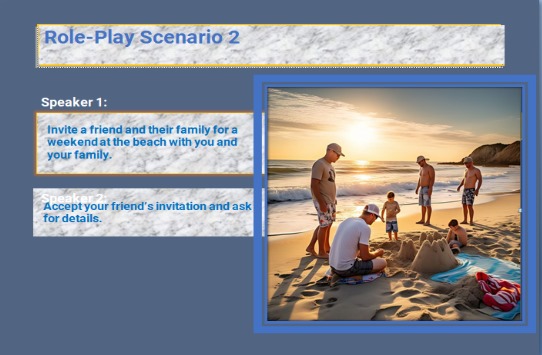 Role-Play Scenario 2
Speaker 1:
Invite a friend and their family for a
weekend at the beach with you and
your family.
Speaker 2:
Accept your friend's invitation and ask
for details.